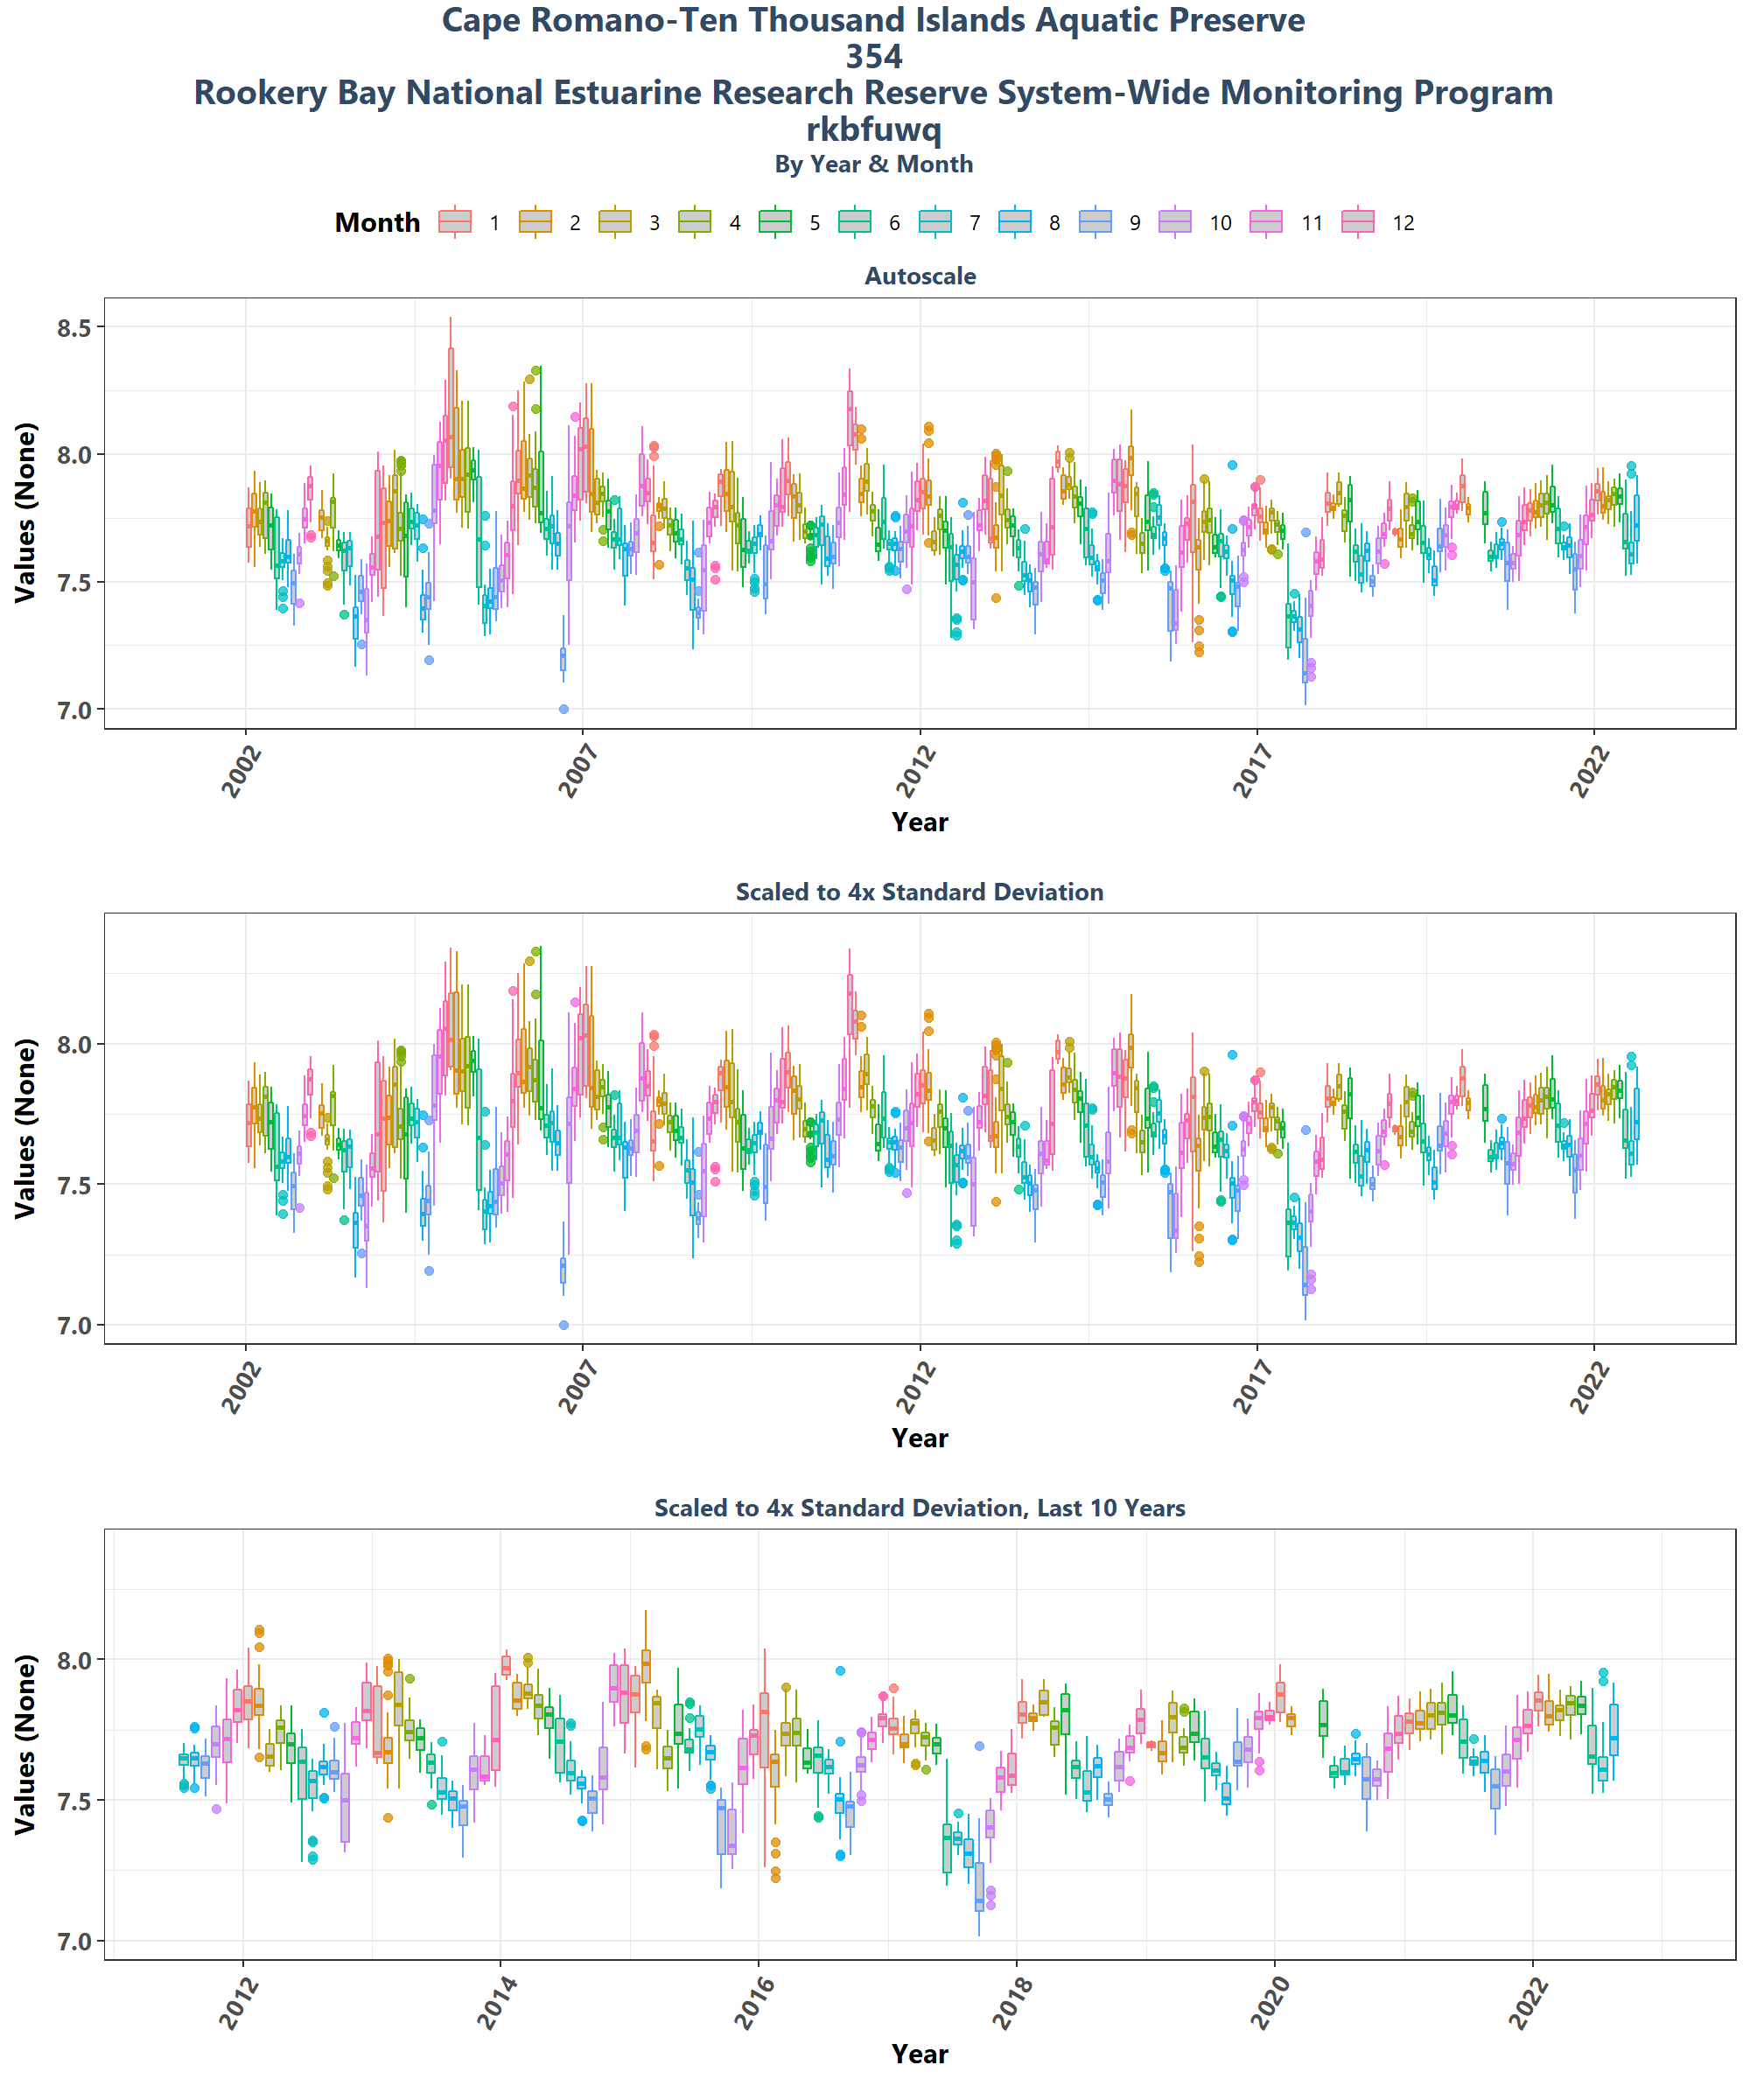 Cape Romano-Ten Thousand Islands Aquatic Preserve
354
Rookery Bay National Estuarine Research Reserve System-Wide Monitoring Program
rkbfuwq
By Year & Month
Month 1 2 3 4 5 6 7 8 9 10 11 12
Autoscale
Values (None)
8.5
8.0
7.5
7.0
2002 2007 2012 2017 2022
Year
Scaled to 4x Standard Deviation
Values (None)
8.0
7.5
7.0
2002 2007 2012 2017 2022
Year
Scaled to 4x Standard Deviation, Last 10 Years
Values (None)
8.0
7.5
7.0
2012 2014 2016 2018 2020 2022
Year